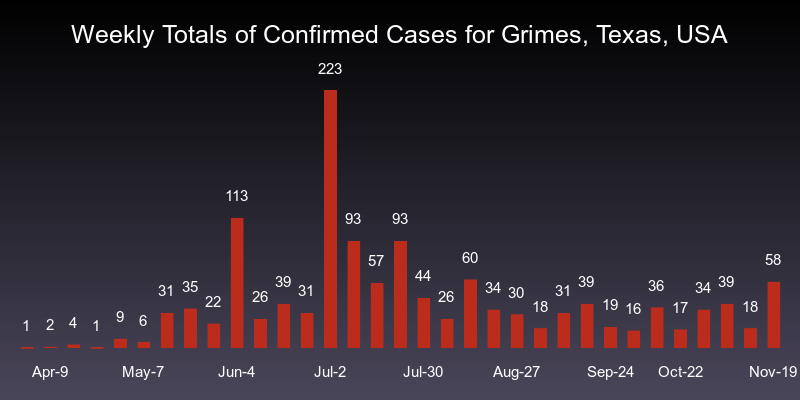 Weekly Totals of Confirmed Cases for Grimes, Texas, USA
1 2 4 1 9 6 31 35 22 113 26 39 31 223 93 57 93 44 26 60 34 30 18 31 39 19 16 36 17 34 39 18 58
Apr-9 May-7 Jun-4 Jul-2 Jul-30 Aug-27 Sep-24 Oct-22 Nov-19